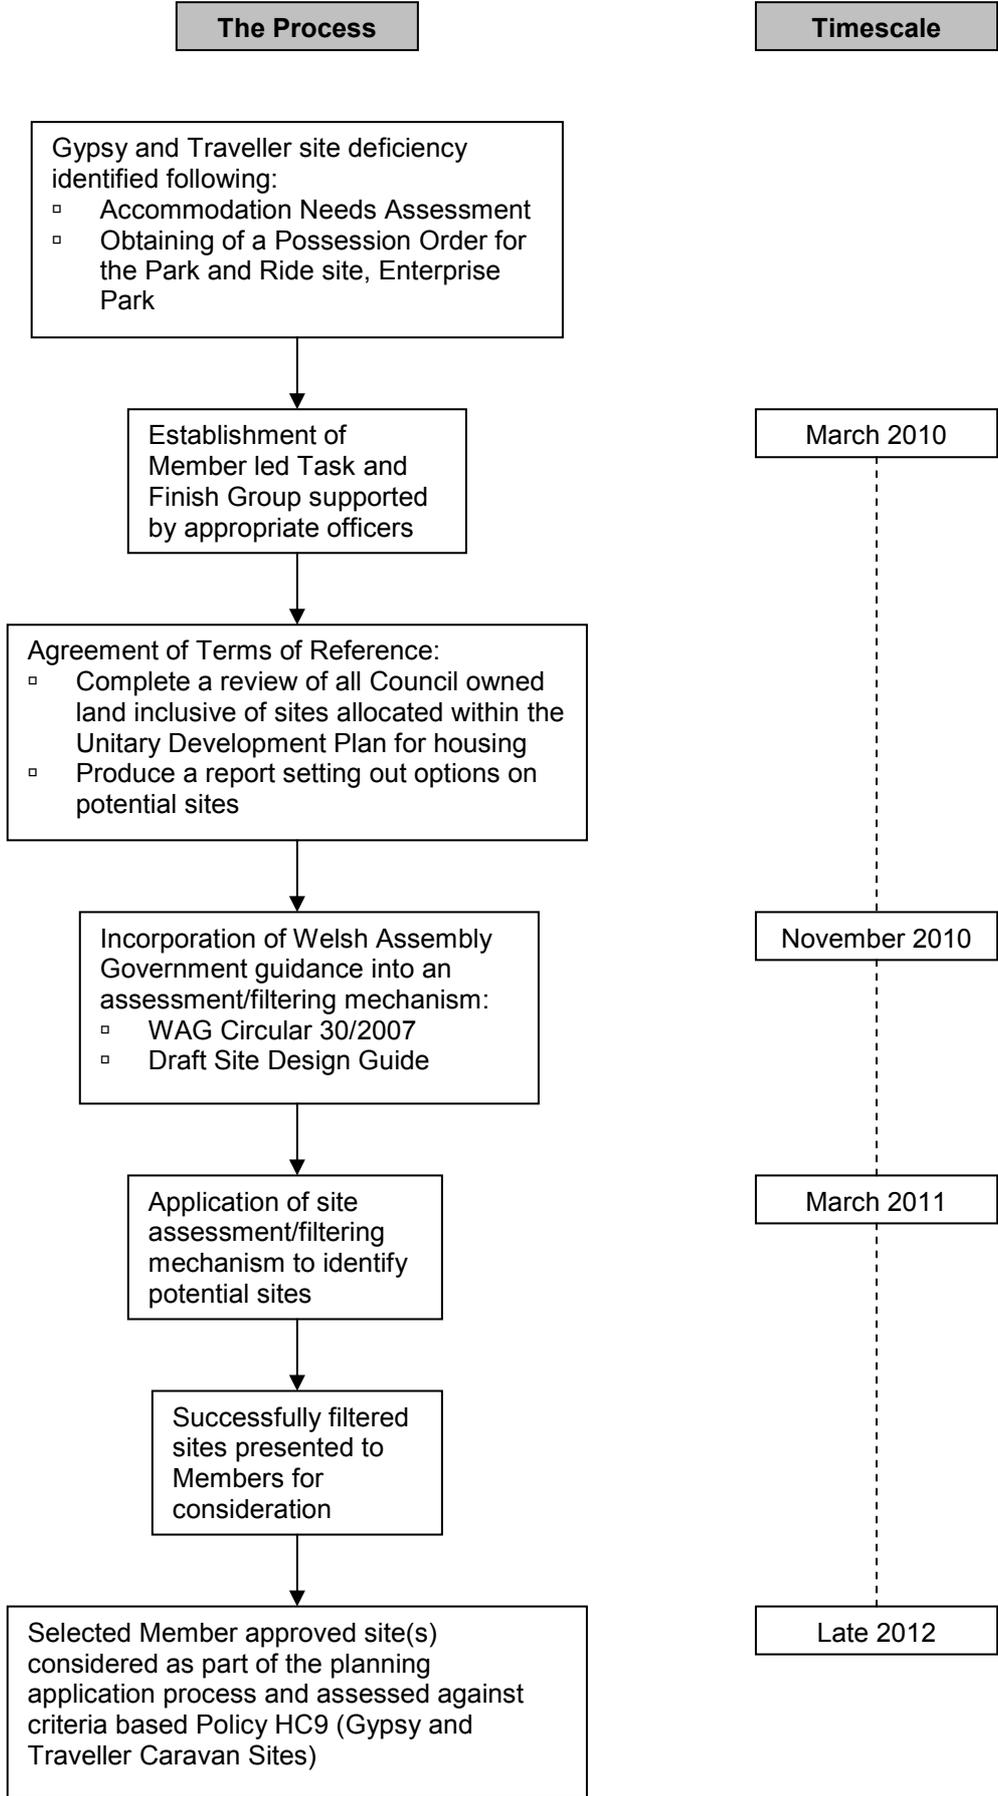 The Process
Timescale
Gypsy and Traveller site deficiency
identified following:
▫ Accommodation Needs Assessment
▫ Obtaining of a Possession Order for
the Park and Ride site, Enterprise
Park
Establishment of
Member led Task and
Finish Group supported
by appropriate officers
March 2010
Agreement of Terms of Reference:
▫ Complete a review of all Council owned
land inclusive of sites allocated within the
Unitary Development Plan for housing
▫ Produce a report setting out options on
potential sites
Incorporation of Welsh Assembly
Government guidance into an
assessment/filtering mechanism:
▫ WAG Circular 30/2007
▫ Draft Site Design Guide
November 2010
Application of site
assessment/filtering
mechanism to identify
potential sites
March 2011
Successfully filtered
sites presented to
Members for
consideration
Selected Member approved site(s)
considered as part of the planning
application process and assessed against
criteria based Policy HC9 (Gypsy and
Traveller Caravan Sites)
Late 2012